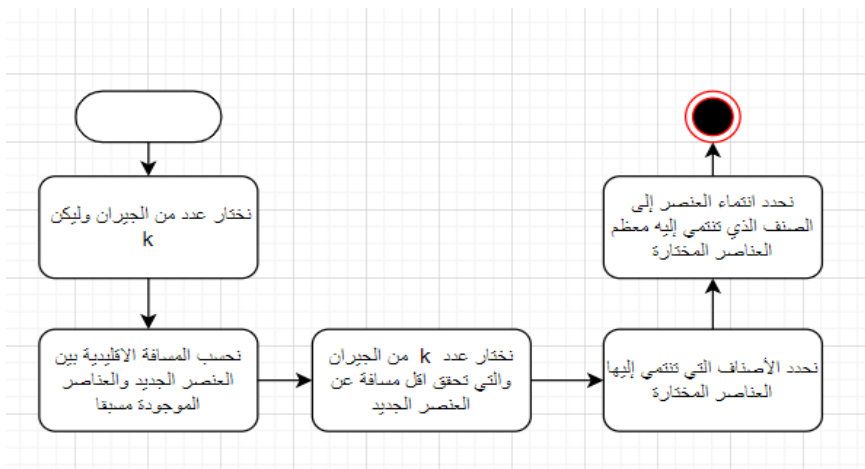 نختار عدد من الجيران وليكن
k
نحسب المسافة الاقليدية بين
العنصر الجديد والعناصر
الموجودة مسبقا
نختار عدد k من الجيران
والتي تحقق اقل مسافة عن
العنصر الجديد
نحدد الأصناف التي تنتمي إليها
العناصر المختارة
نحدد انتماء العنصر إلى
الصنف الذي تنتمي إليه معظم
العناصر المختارة